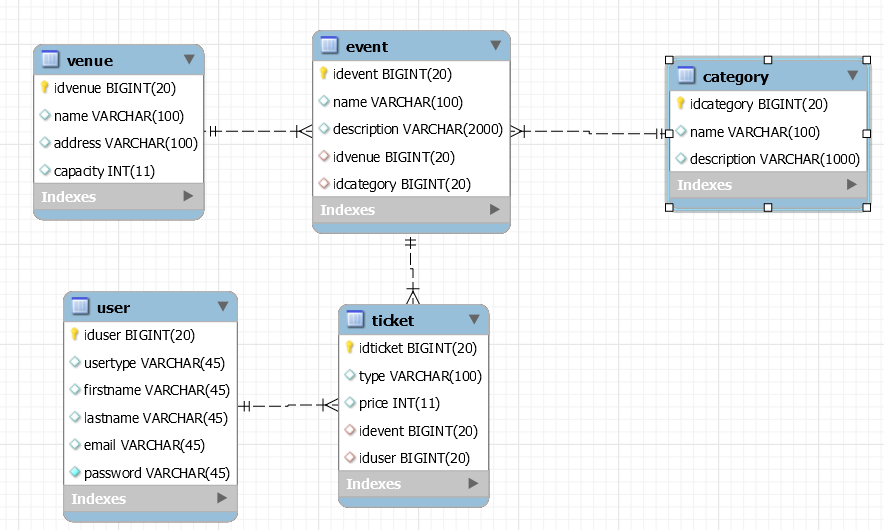 venue
idvenue BIGINT(20)
name VARCHAR(100)
address VARCHAR(100)
capacity INT(11)
Indexes
event
idevent BIGINT(20)
name VARCHAR(100)
description VARCHAR(2000)
idvenue BIGINT(20)
idcategory BIGINT(20)
Indexes
category
idcategory BIGINT(20)
name VARCHAR(100)
description VARCHAR(1000)
Indexes
user
iduser BIGINT(20)
usertype VARCHAR(45)
firstname VARCHAR(45)
lastname VARCHAR(45)
email VARCHAR(45)
password VARCHAR(45)
Indexes
ticket
idticket BIGINT(20)
type VARCHAR(100)
price INT(11)
idevent BIGINT(20)
iduser BIGINT(20)
Indexes